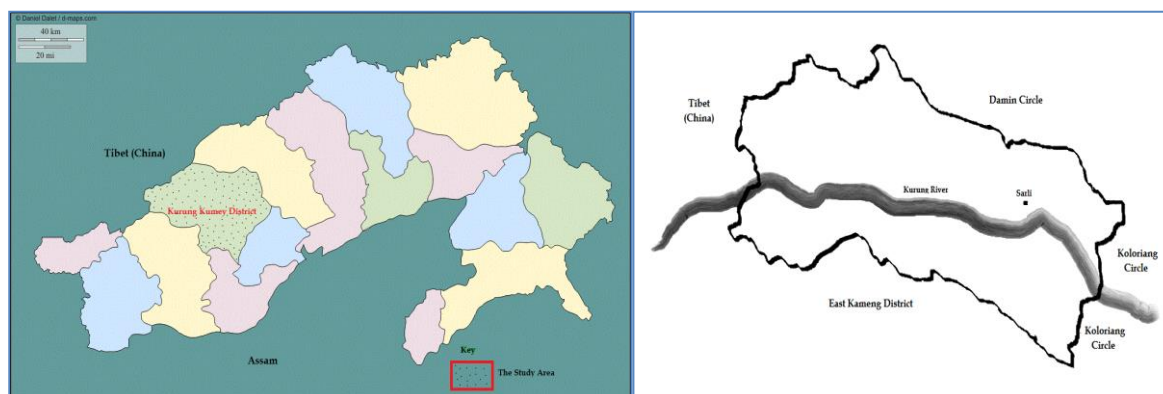 © Daniel Dalet / d-maps.com
40 km
20 mi
Tibet (China)
Kurung Kumey District
Assam
Key
The Study Area
Tibet
(China)
Damin Circle
Kurung River
Sarli
Koloriang
Circle
East Kameng District
Koloriang
Circle